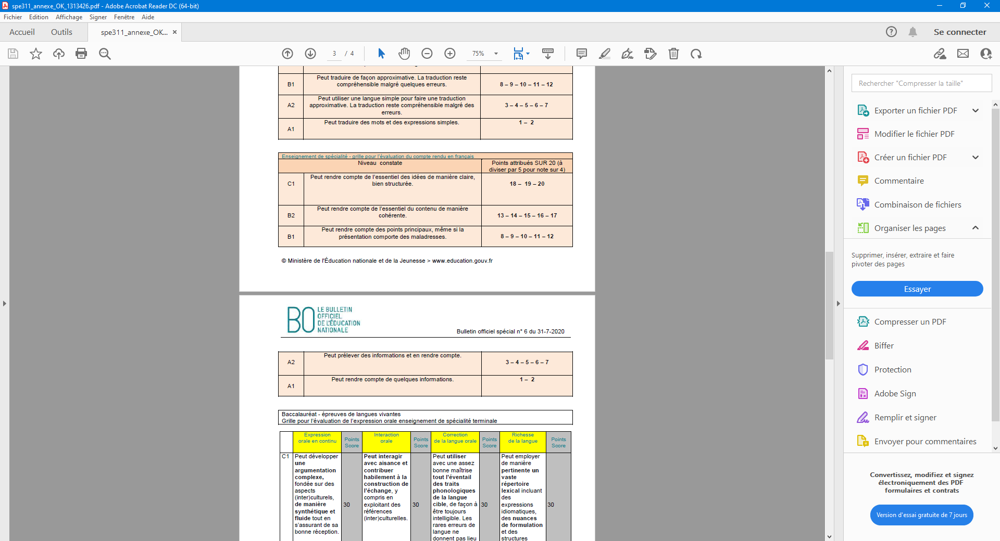 spe311_annexe_OK_1313426.pdf - Adobe Acrobat Reader DC (64-bit)
Fichier Edition Affichage Signer Fenêtre Aide
Accueil Outils spe311_annexe_OK... × Se connecter
3 / 4 75%
B1 Peut traduire de façon approximative. La traduction reste
compréhensible malgré quelques erreurs. 8 – 9 – 10 – 11 – 12
A2 Peut utiliser une langue simple pour faire une traduction
approximative. La traduction reste compréhensible malgré des
erreurs. 3 – 4 – 5 – 6 – 7
A1 Peut traduire des mots et des expressions simples. 1 – 2
Enseignement de spécialité - grille pour l'évaluation du compte rendu en français
Niveau constate
Points attribués SUR 20 (à
diviser par 5 pour note sur 4)
C1 Peut rendre compte de l'essentiel des idées de manière claire,
bien structurée. 18 – 19 – 20
B2 Peut rendre compte de l'essentiel du contenu de manière
cohérente. 13 – 14 – 15 – 16 – 17
B1 Peut rendre compte des points principaux, même si la
présentation comporte des maladresses. 8 – 9 – 10 – 11 – 12
© Ministère de l'Éducation nationale et de la Jeunesse > www.education.gouv.fr
BO LE BULLETIN
OFFICIEL
DE L'ÉDUCATION
NATIONALE
Bulletin officiel spécial n° 6 du 31-7-2020
A2 Peut prélever des informations et en rendre compte. 3 – 4 – 5 – 6 – 7
A1 Peut rendre compte de quelques informations. 1 – 2
Baccalauréat - épreuves de langues vivantes
Grille pour l'évaluation de l'expression orale enseignement de spécialité terminale
Expression
orale en continu
Points
Score
Interaction
orale
Points
Score
Correction
de la langue orale
Points
Score
Richesse
de la langue
Points
Score
C1
Peut développer
une
argumentation
complexe,
fondée sur des
aspects
(inter)culturels,
de manière
synthétique et
fluide tout en
s'assurant de sa
bonne réception.
30
Peut interagir
avec aisance et
contribuer
habilement à la
construction de
l'échange, y
compris en
exploitant des
références
(inter)culturelles.
30
Peut utiliser
avec une assez
bonne maîtrise
tout l'éventail
des traits
phonologiques
de la langue
cible, de façon à
être toujours
intelligible. Les
rares erreurs de
langue ne
donnent pas lieu
30
Peut employer
de manière
pertinente un
vaste
répertoire
lexical incluant
des
expressions
idiomatiques,
des nuances
de formulation
et des
structures
30
Rechercher "Compresser la taille"
Exporter un fichier PDF
Modifier le fichier PDF
Créer un fichier PDF
Commentaire
Combinaison de fichiers
Organiser les pages
Supprimer, insérer, extraire et faire
pivoter des pages
Essayer
Compresser un PDF
Biffer
Protection
Adobe Sign
Remplir et signer
Envoyer pour commentaires
Convertissez, modifiez et signez
électroniquement des PDF
formulaires et contrats
Version d'essai gratuite de 7 jours